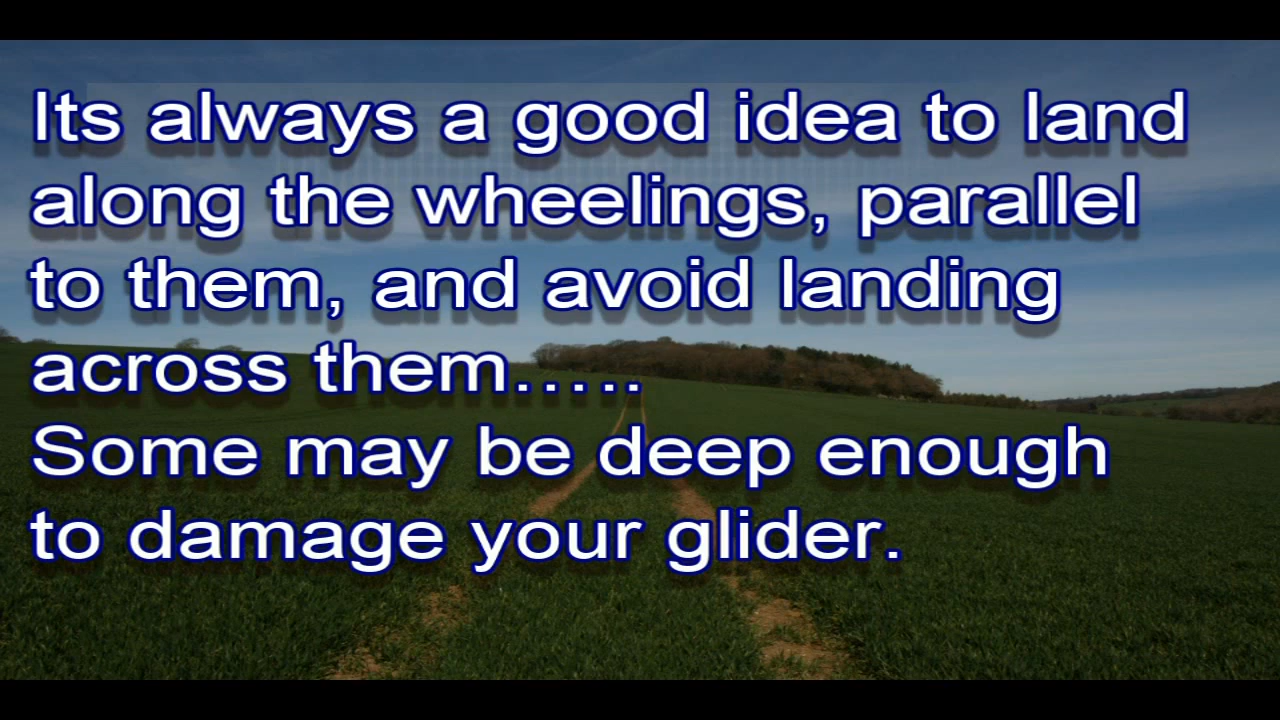 Its always a good idea to land
along the wheelings, parallel
to them, and avoid landing
across them…..
Some may be deep enough
to damage your glider.